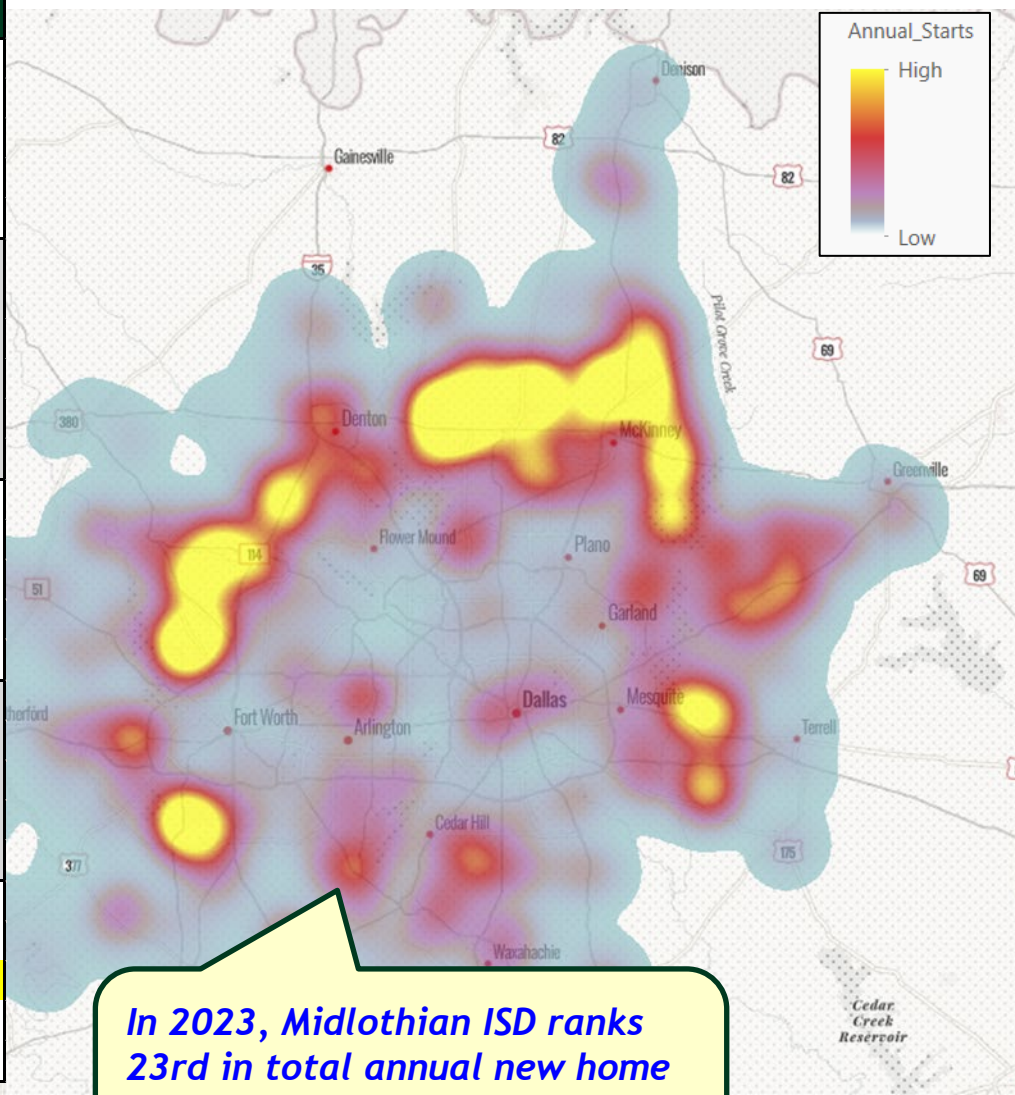 Annual_Starts
High
Low
Denison
82
Gainesville
82
35
Pilot Grove Creek
69
380
Denton
McKinney
Greenville
114
Flower Mound
Plano
51
69
Garland
Mesquite
Dallas
Fort Worth
Arlington
Terrell
Cedar Hill
377
175
Waxahachie
Cedar
Creek
Reservoir
In 2023, Midlothian ISD ranks
23rd in total annual new home